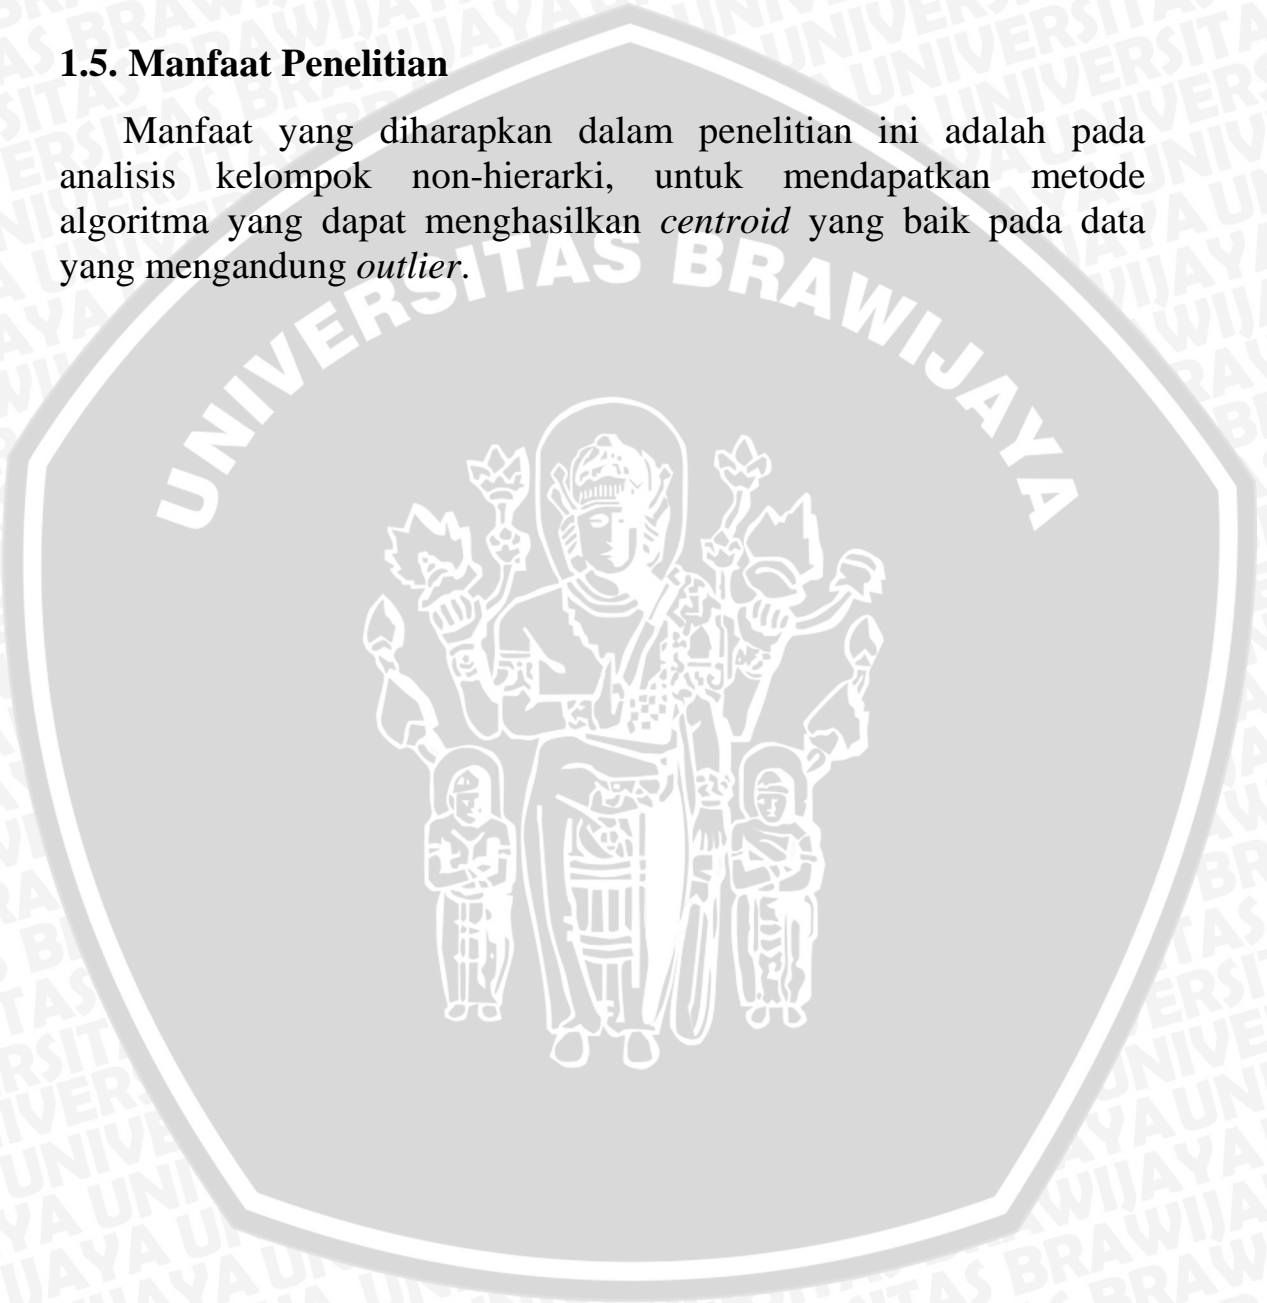 1.5. Manfaat Penelitian
Manfaat yang diharapkan dalam penelitian ini adalah pada
analisis kelompok non-hierarki, untuk mendapatkan metode
algoritma yang dapat menghasilkan centroid yang baik pada data
yang mengandung outlier.
UNIVERSITAS BRAWIJAYA